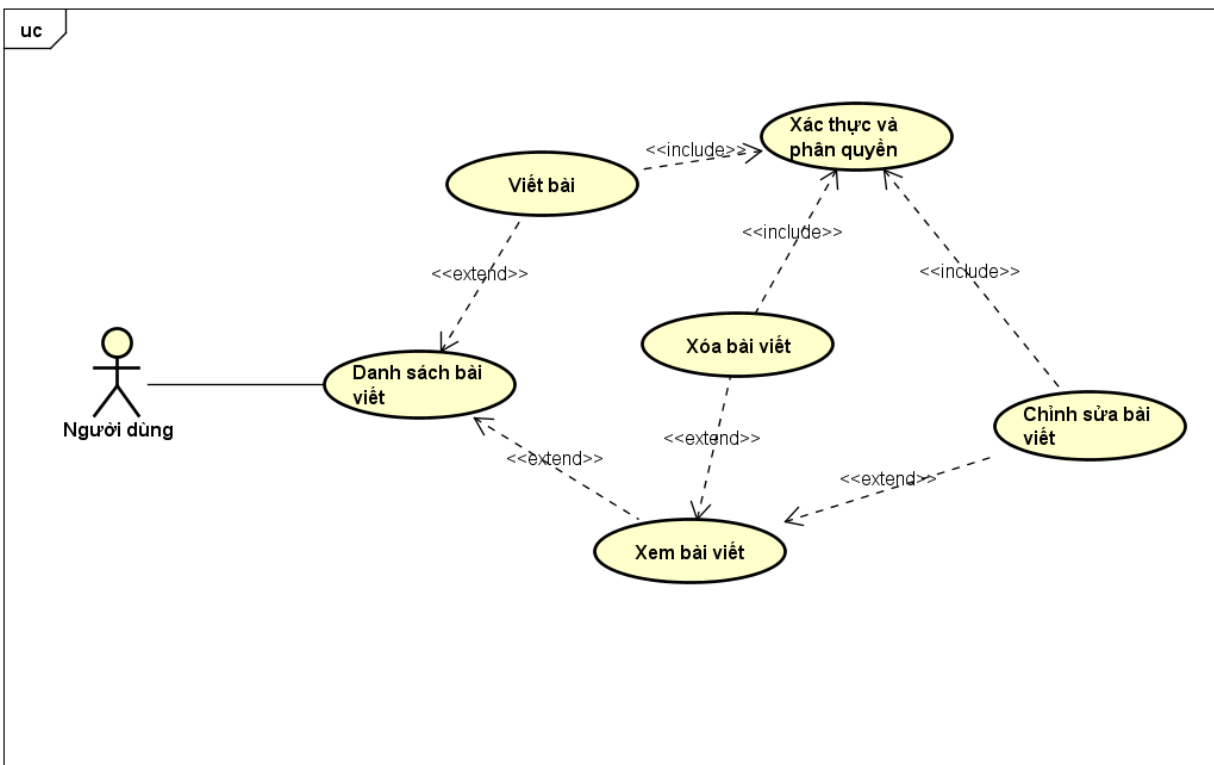 uc
Xác thực và
phân quyền
<<include>>
Viết bài
<<include>>
<<extend>>
<<include>>
Danh sách bài
viết
Xóa bài viết
Người dùng
Chỉnh sửa bài
viết
<<extend>>
<<extend>>
<<extend>>
Xem bài viết